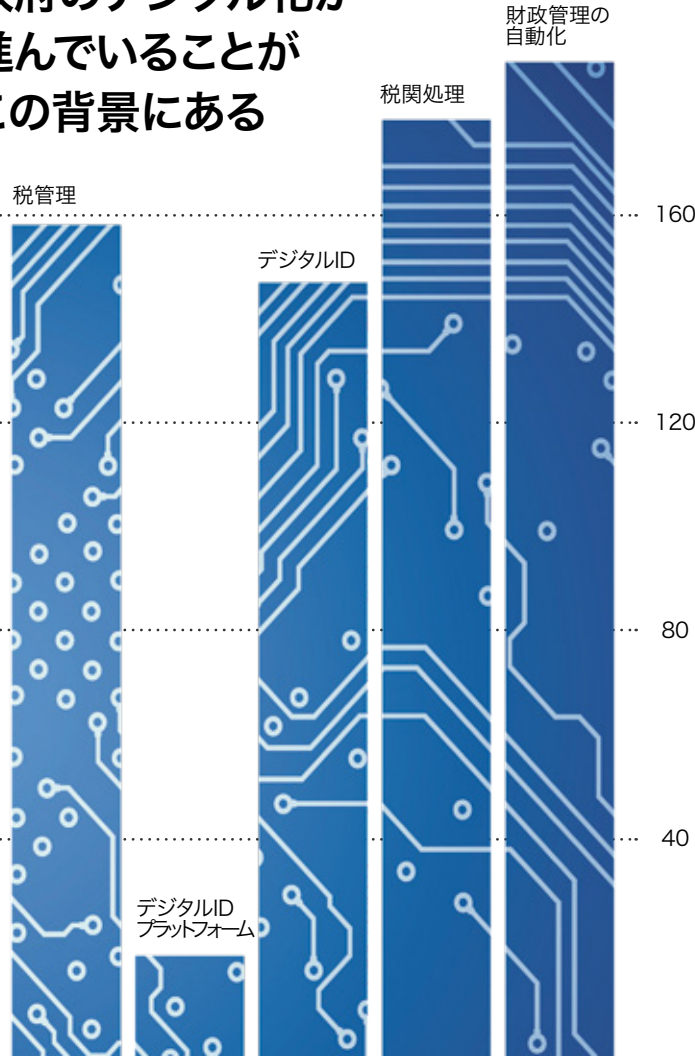 政府のデジタル化が
進んでいることが
この背景にある
財政管理の
自動化
税関処理
税管理
デジタルID
デジタルID
プラットフォーム
160
120
80
40